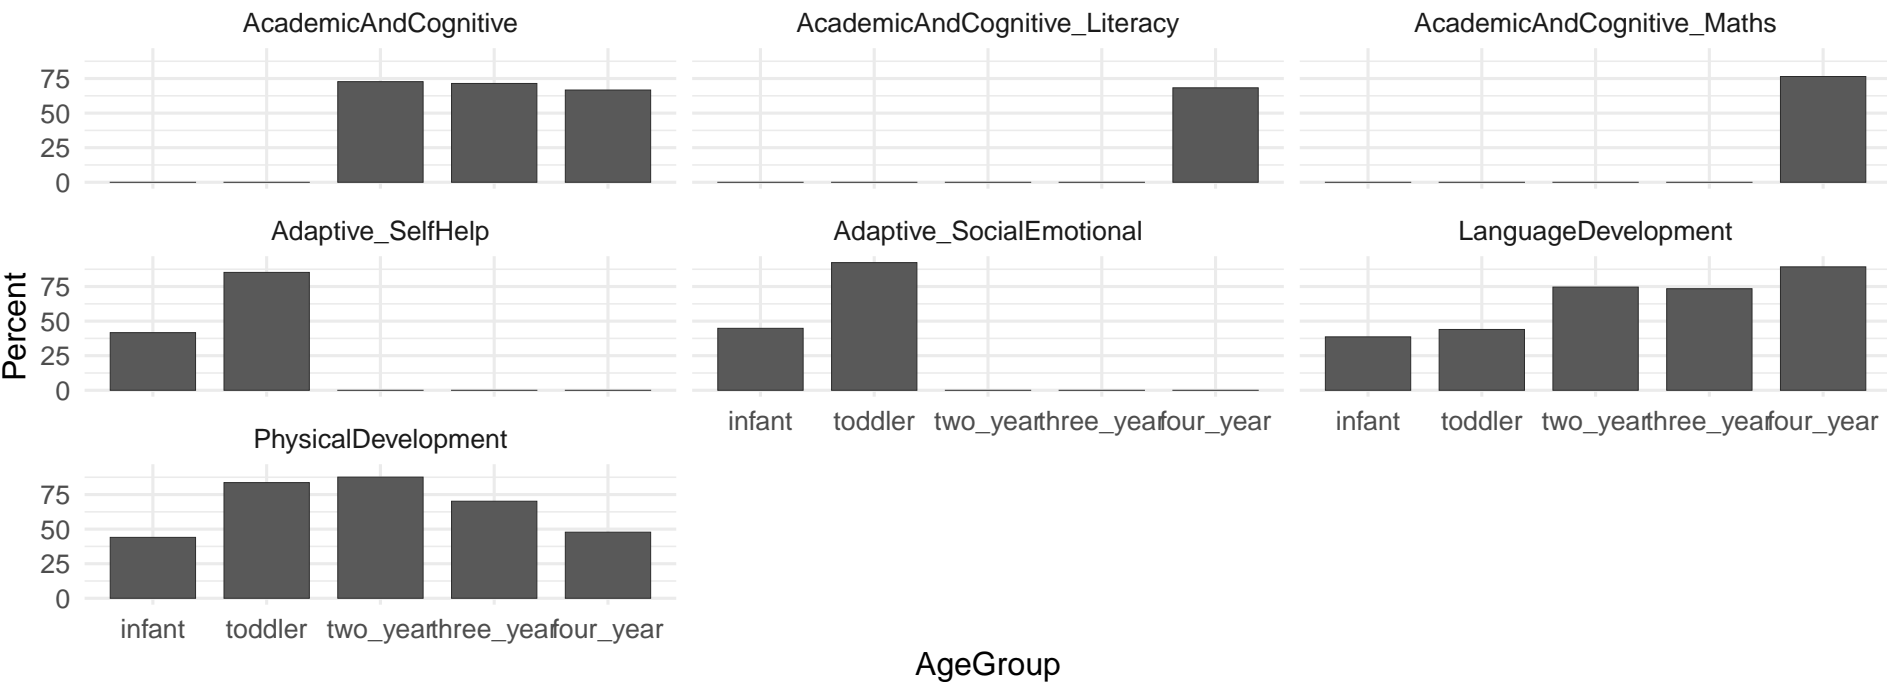 AcademicAndCognitive
AcademicAndCognitive_Literacy
AcademicAndCognitive_Maths
75
50
25
0
Adaptive_SelfHelp
Adaptive_SocialEmotional
LanguageDevelopment
75
50
25
0
Percent
infant toddler two_year three_year four_year
infant toddler two_year three_year four_year
PhysicalDevelopment
75
50
25
0
infant toddler two_year three_year four_year
AgeGroup